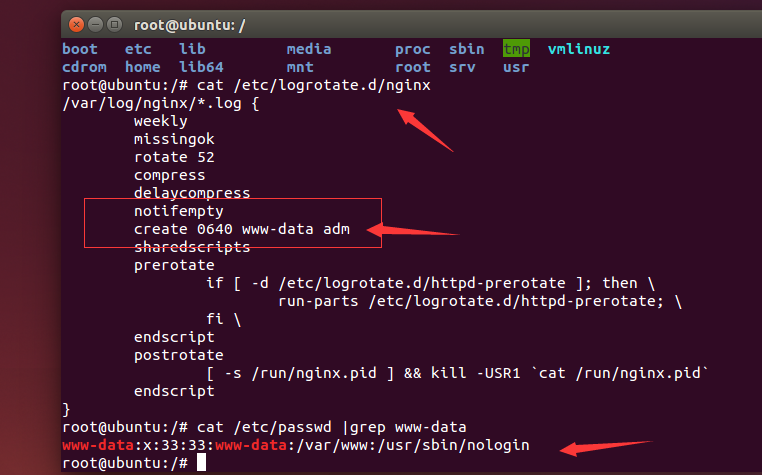 root@ubuntu: /
boot etc lib media proc sbin tmp vmlinuz
cdrom home lib64 mnt root srv usr
root@ubuntu:/# cat /etc/logrotate.d/nginx
/var/log/nginx/*.log {
        weekly
        missingok
        rotate 52
        compress
        delaycompress
        notifempty
        create 0640 www-data adm
        sharedscripts
        prerotate
                if [ -d /etc/logrotate.d/httpd-prerotate ]; then \
                        run-parts /etc/logrotate.d/httpd-prerotate; \
                fi \
        endscript
        postrotate
                [ -s /run/nginx.pid ] && kill -USR1 `cat /run/nginx.pid`
        endscript
}
root@ubuntu:/# cat /etc/passwd |grep www-data
www-data:x:33:33:www-data:/var/www:/usr/sbin/nologin
root@ubuntu:/#